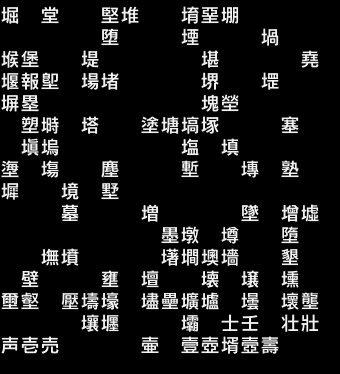 堀 堂 堅堆 堉堊堋
堕 堙 堝
堠堡 堤 堪 堯
堰報堲 場堵 堺 堽
塀塁 塊塋
塑塒 塔 塗塘塙塚 塞
塡塢 塩 填
塰 塲 塵 塹 塼 塾
墀 境 墅
墓 増 墜 增墟
墨墩 墫 墮
墲墳 墸墹墺墻 墾
壁 壅 壇 壊 壌 壎
壐壑 壓壔壕 壗壘壙壚 壜 壞壟
壤壥 壩 士壬 壮壯
声壱売 壷 壹壺壻壼壽